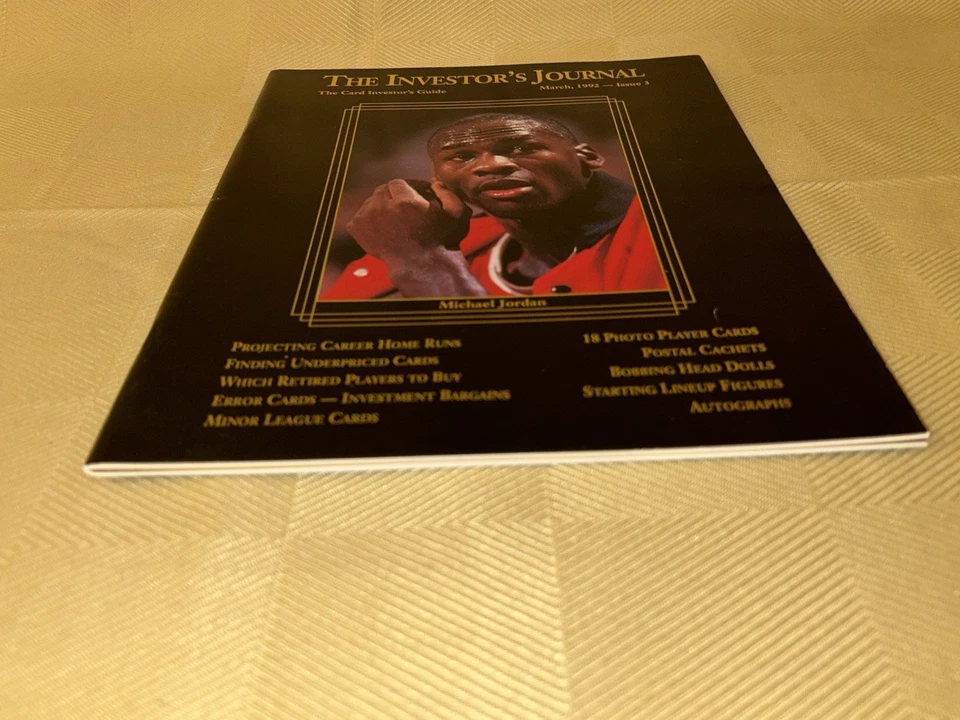 THE INVESTOR'S JOURNAL
The Card Investor's Guide
March, 1992 — Issue 3
Michael Jordan
PROJECTING CAREER HOME RUNS
FINDING UNDERPRICED CARDS
WHICH RETIRED PLAYERS TO BUY
ERROR CARDS — INVESTMENT BARGAINS
MINOR LEAGUE CARDS
18 PHOTO PLAYER CARDS
POSTAL CACHETS
BOBBING HEAD DOLLS
STARTING LINEUP FIGURES
AUTOGRAPHS